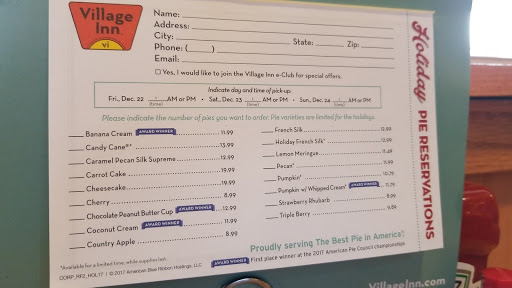 Village
Inn
vi
Name:
Address:
City: State: Zip:
Phone: ( )
Email:
☐ Yes, I would like to join the Village Inn e-Club for special offers.
Holiday PIE RESERVATIONS
Indicate day and time of pick-up:
Fri., Dec. 22 : AM or PM • Sat., Dec. 23 : AM or PM • Sun., Dec. 24 : AM or PM
(time) (time) (time)
Please indicate the number of pies you want to order. Pie varieties are limited for the holidays.
Banana Cream AWARD WINNER 11.99
Candy Cane®* 13.99
Caramel Pecan Silk Supreme 12.99
Carrot Cake 19.99
Cheesecake 19.99
Cherry 8.99
Chocolate Peanut Butter Cup AWARD WINNER 12.99
Coconut Cream AWARD WINNER 11.99
Country Apple 8.99
French Silk 12.99
Holiday French Silk* 12.99
Lemon Meringue 11.49
Pecan*
Pumpkin* 10.79
Pumpkin w/ Whipped Cream* AWARD WINNER 11.79
Strawberry Rhubarb 8.99
Triple Berry 9.89
Proudly serving The Best Pie in America!
AWARD WINNER First place winner at the 2017 American Pie Council championships
*Available for a limited time, while supplies last.
CORP_RF2_HOL17 | © 2017 American Blue Ribbon Holdings, LLC
VillageInn.com